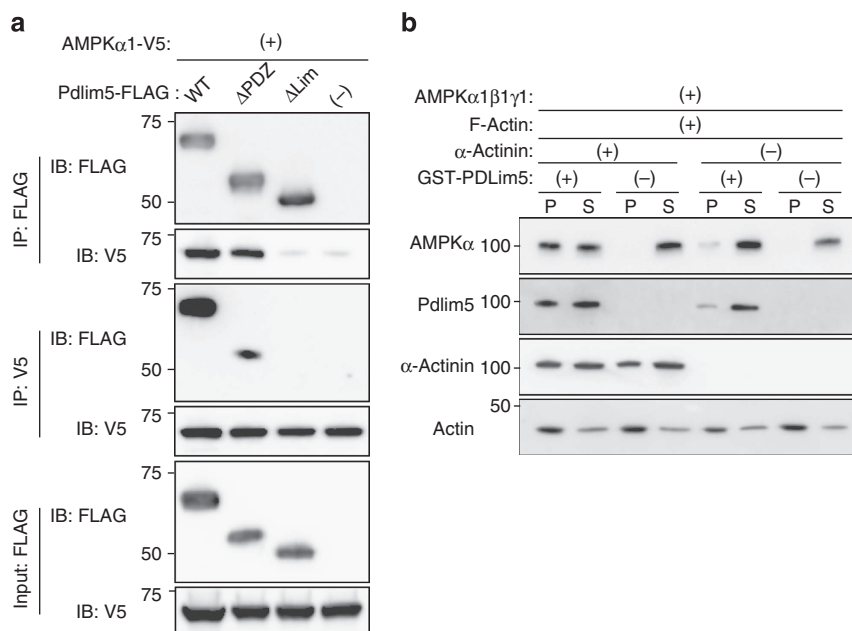 a
AMPKα1-V5: (+)
Pdlim5-FLAG : WT ΔPDZ ΔLim (–)
IP: FLAG
75
IB: FLAG
50
75
IB: V5
IP: V5
75
IB: FLAG
50
75
IB: V5
Input: FLAG
75
IB: FLAG
50
75
IB: V5
b
AMPKα1β1γ1: (+)
F-Actin: (+)
α-Actinin: (+) (–)
GST-PDLim5: (+) (–) (+) (–)
P S P S P S P S
AMPKα 100
Pdlim5 100
α-Actinin 100
50
Actin